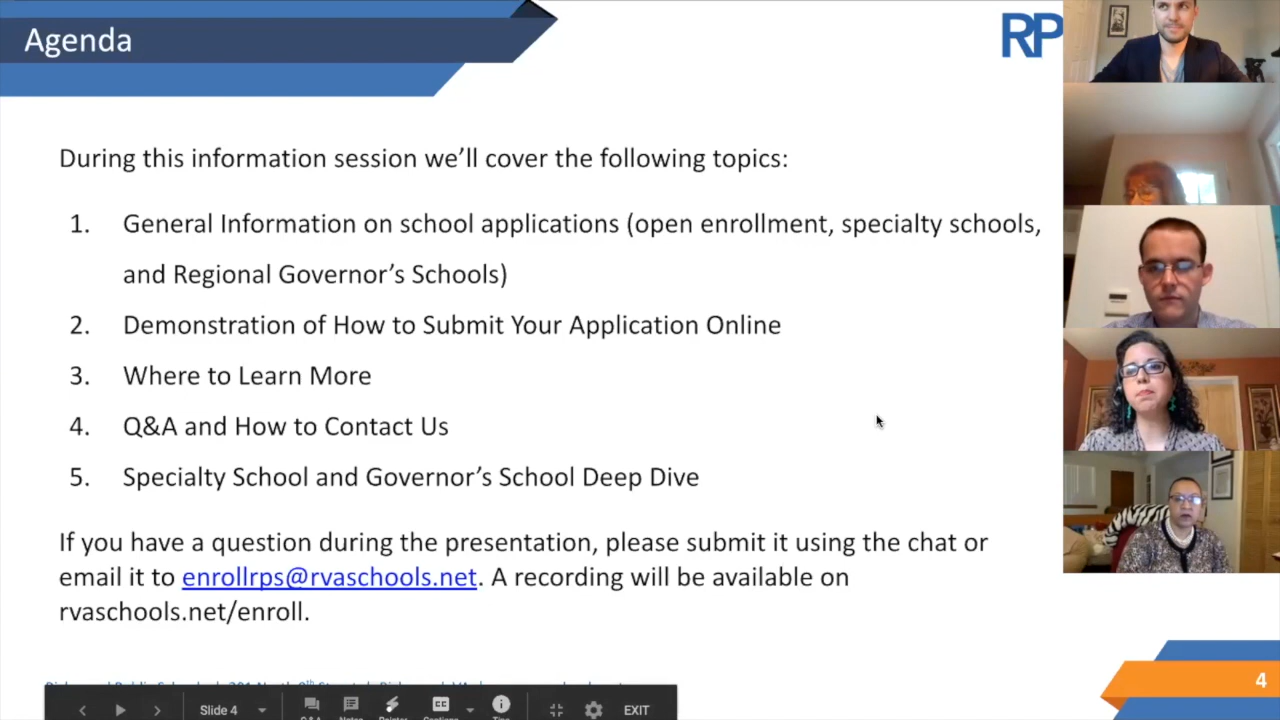 Agenda
RP
During this information session we’ll cover the following topics:
1. General Information on school applications (open enrollment, specialty schools,
and Regional Governor’s Schools)
2. Demonstration of How to Submit Your Application Online
3. Where to Learn More
4. Q&A and How to Contact Us
5. Specialty School and Governor’s School Deep Dive
If you have a question during the presentation, please submit it using the chat or
email it to enrollrps@rvaschools.net. A recording will be available on
rvaschools.net/enroll.
4
Slide 4
CC
EXIT